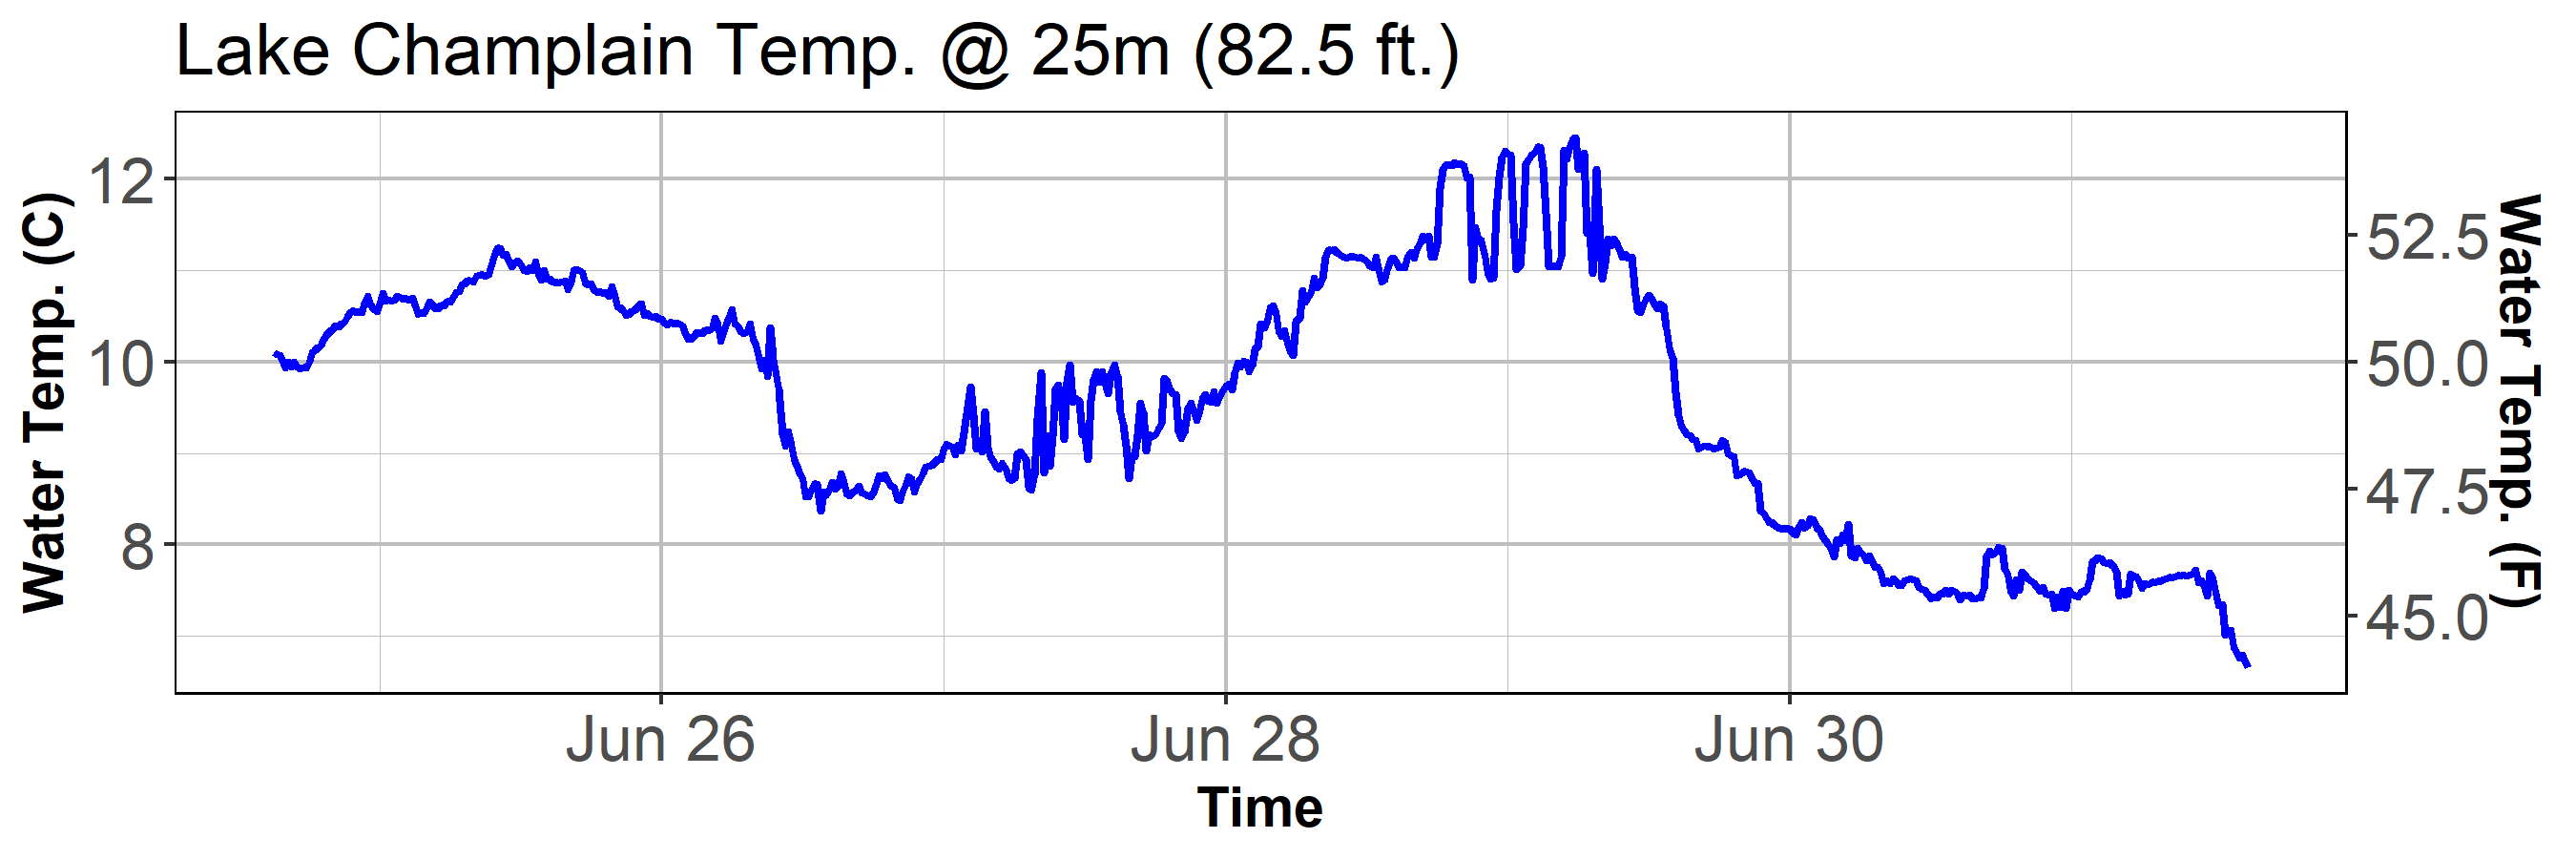 Lake Champlain Temp. @ 25m (82.5 ft.)
Water Temp. (C)
12
10
8
52.5
50.0
47.5
45.0
Water Temp. (F)
Jun 26
Jun 28
Jun 30
Time